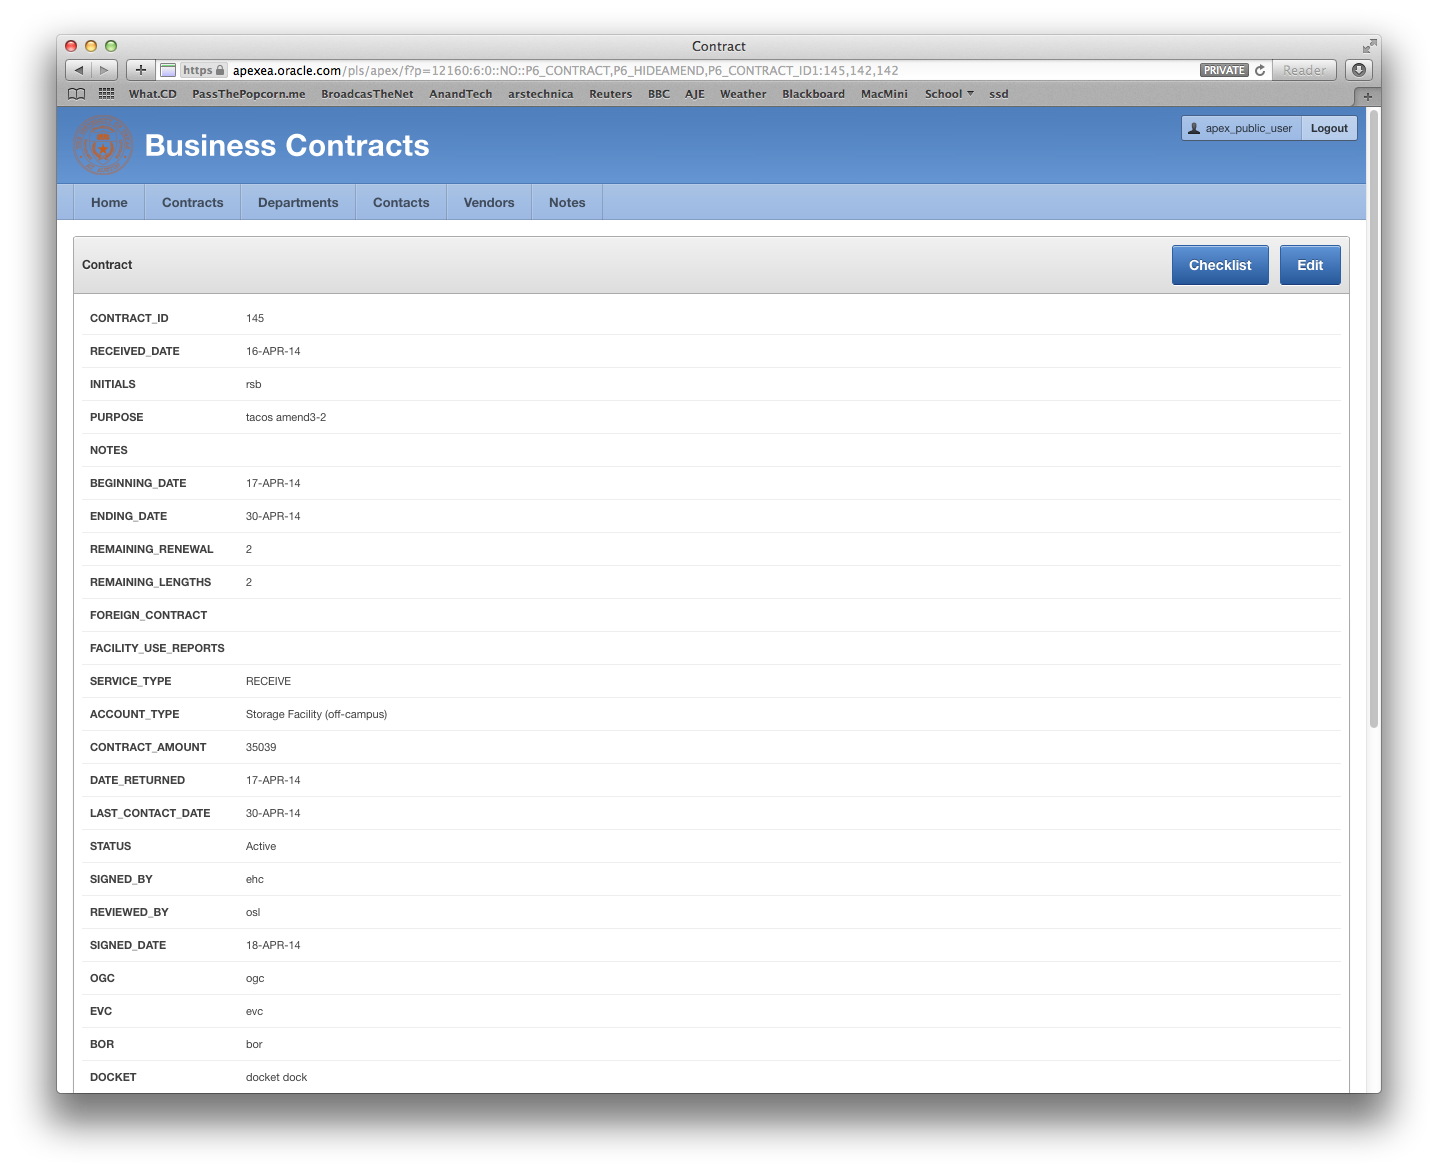 Contract
https apexea.oracle.com/pls/apex/f?p=12160:6:0::NO::P6_CONTRACT,P6_HIDEAMEND,P6_CONTRACT_ID1:145,142,142 PRIVATE Reader
What.CD PassThePopcorn.me BroadcasTheNet AnandTech arstechnica Reuters BBC AJE Weather Blackboard MacMini School ssd
Business Contracts
apex_public_user Logout
Home Contracts Departments Contacts Vendors Notes
Contract Checklist Edit
CONTRACT_ID 145
RECEIVED_DATE 16-APR-14
INITIALS rsb
PURPOSE tacos amend3-2
NOTES
BEGINNING_DATE 17-APR-14
ENDING_DATE 30-APR-14
REMAINING_RENEWAL 2
REMAINING_LENGTHS 2
FOREIGN_CONTRACT
FACILITY_USE_REPORTS
SERVICE_TYPE RECEIVE
ACCOUNT_TYPE Storage Facility (off-campus)
CONTRACT_AMOUNT 35039
DATE_RETURNED 17-APR-14
LAST_CONTACT_DATE 30-APR-14
STATUS Active
SIGNED_BY ehc
REVIEWED_BY osl
SIGNED_DATE 18-APR-14
OGC ogc
EVC evc
BOR bor
DOCKET docket dock